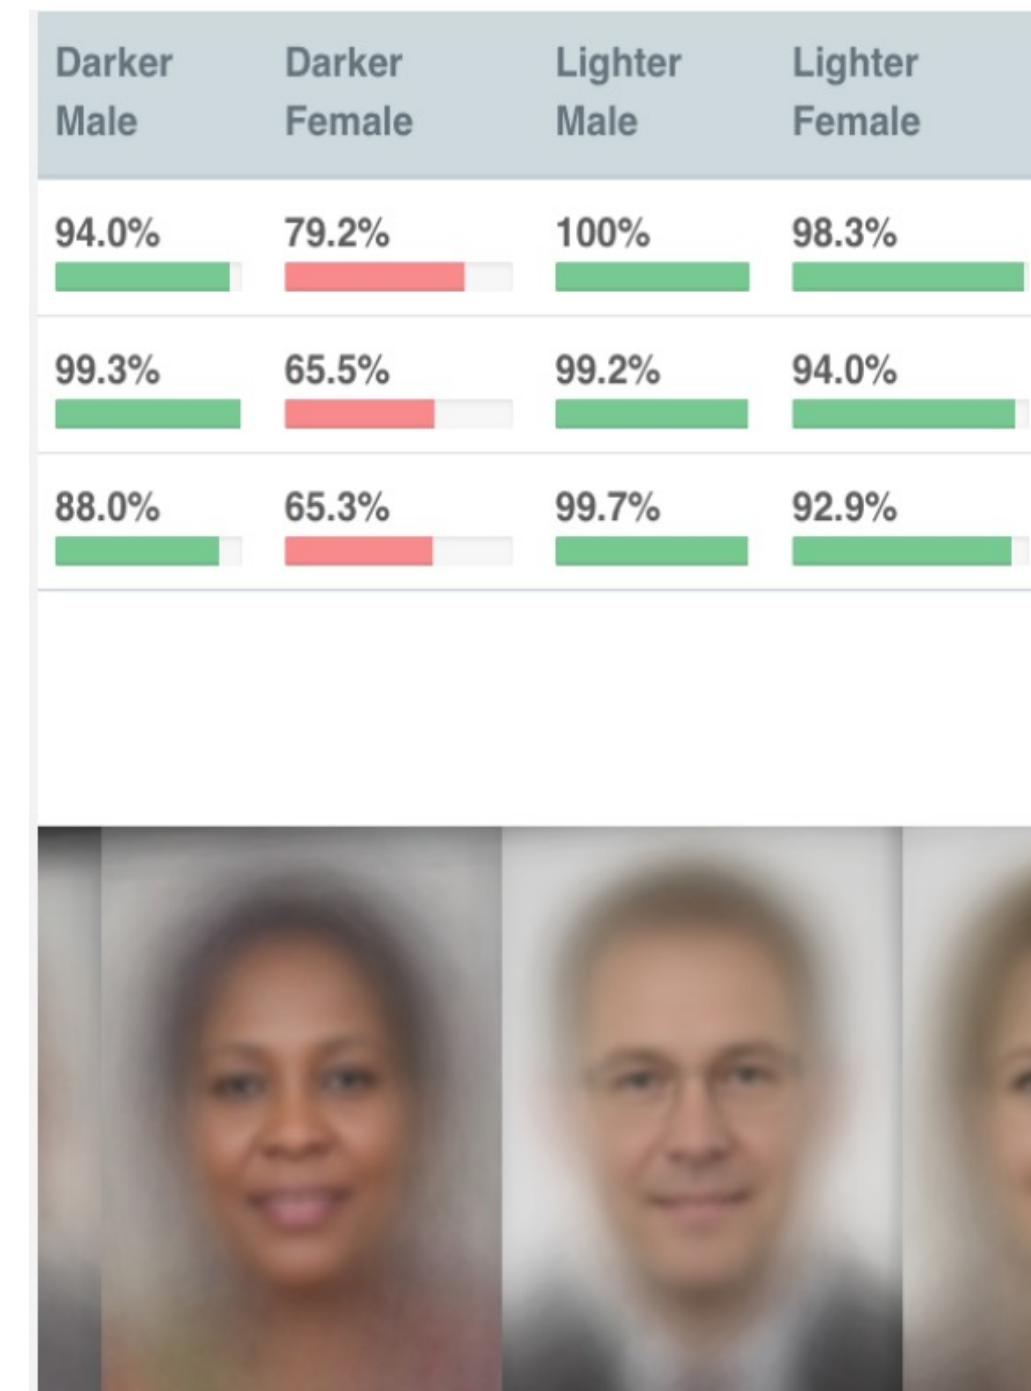 Darker Darker Lighter Lighter
Male Female Male Female
94.0% 79.2% 100% 98.3%
99.3% 65.5% 99.2% 94.0%
88.0% 65.3% 99.7% 92.9%